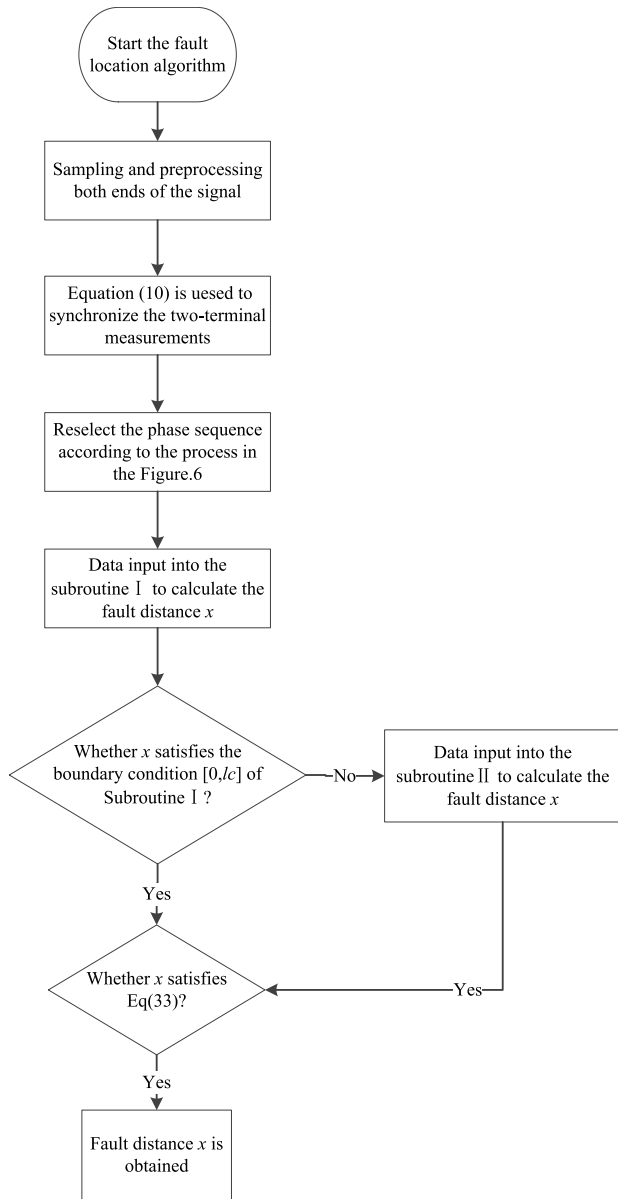 Start the fault
location algorithm
Sampling and preprocessing
both ends of the signal
Equation (10) is uesed to
synchronize the two-terminal
measurements
Reselect the phase sequence
according to the process in
the Figure.6
Data input into the
subroutine Ⅰ to calculate the
fault distance x
Whether x satisfies the
boundary condition [0,lc] of
Subroutine Ⅰ?
No
Data input into the
subroutine Ⅱ to calculate the
fault distance x
Yes
Whether x satisfies
Eq(33)?
Yes
Yes
Fault distance x is
obtained